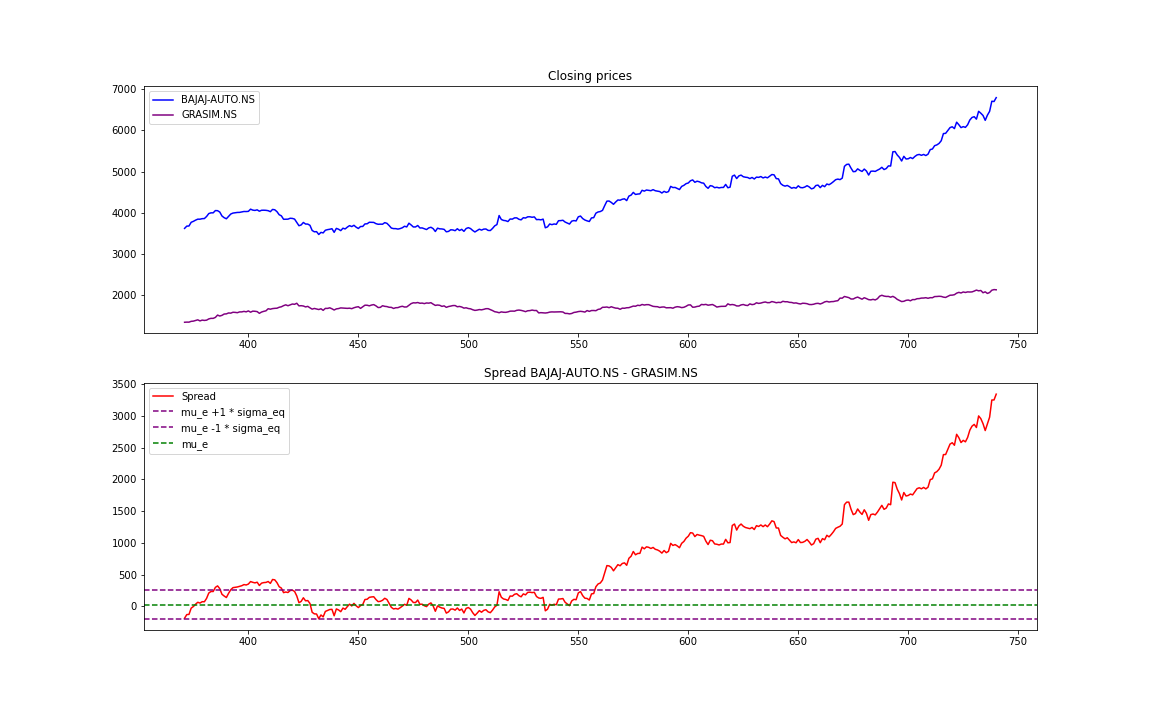 Closing prices
7000
6000
5000
4000
3000
2000
BAJAJ-AUTO.NS
GRASIM.NS
400 450 500 550 600 650 700 750
Spread BAJAJ-AUTO.NS - GRASIM.NS
3500
3000
2500
2000
1500
1000
500
0
Spread
mu_e +1 * sigma_eq
mu_e -1 * sigma_eq
mu_e
400 450 500 550 600 650 700 750